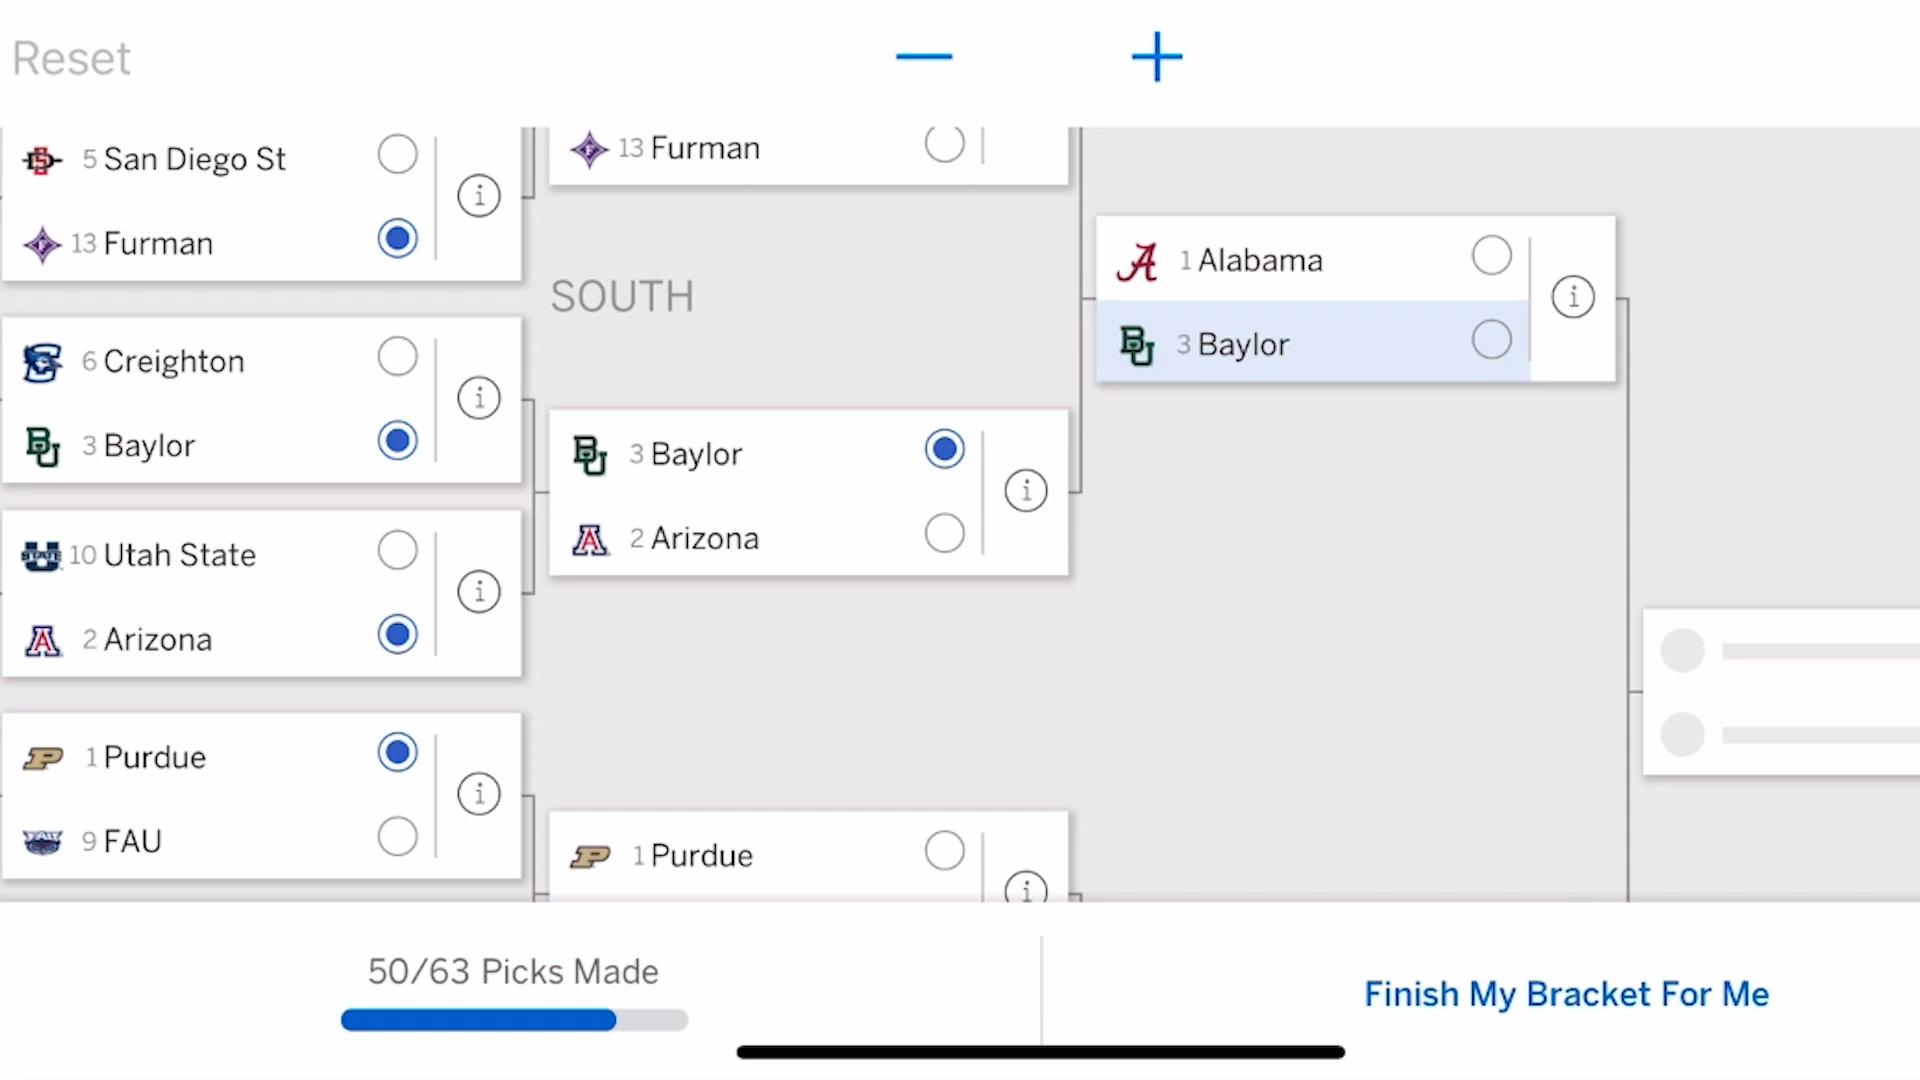 Reset
5 San Diego St
13 Furman
13 Furman
SOUTH
1 Alabama
3 Baylor
6 Creighton
3 Baylor
3 Baylor
2 Arizona
10 Utah State
2 Arizona
1 Purdue
9 FAU
1 Purdue
50/63 Picks Made
Finish My Bracket For Me